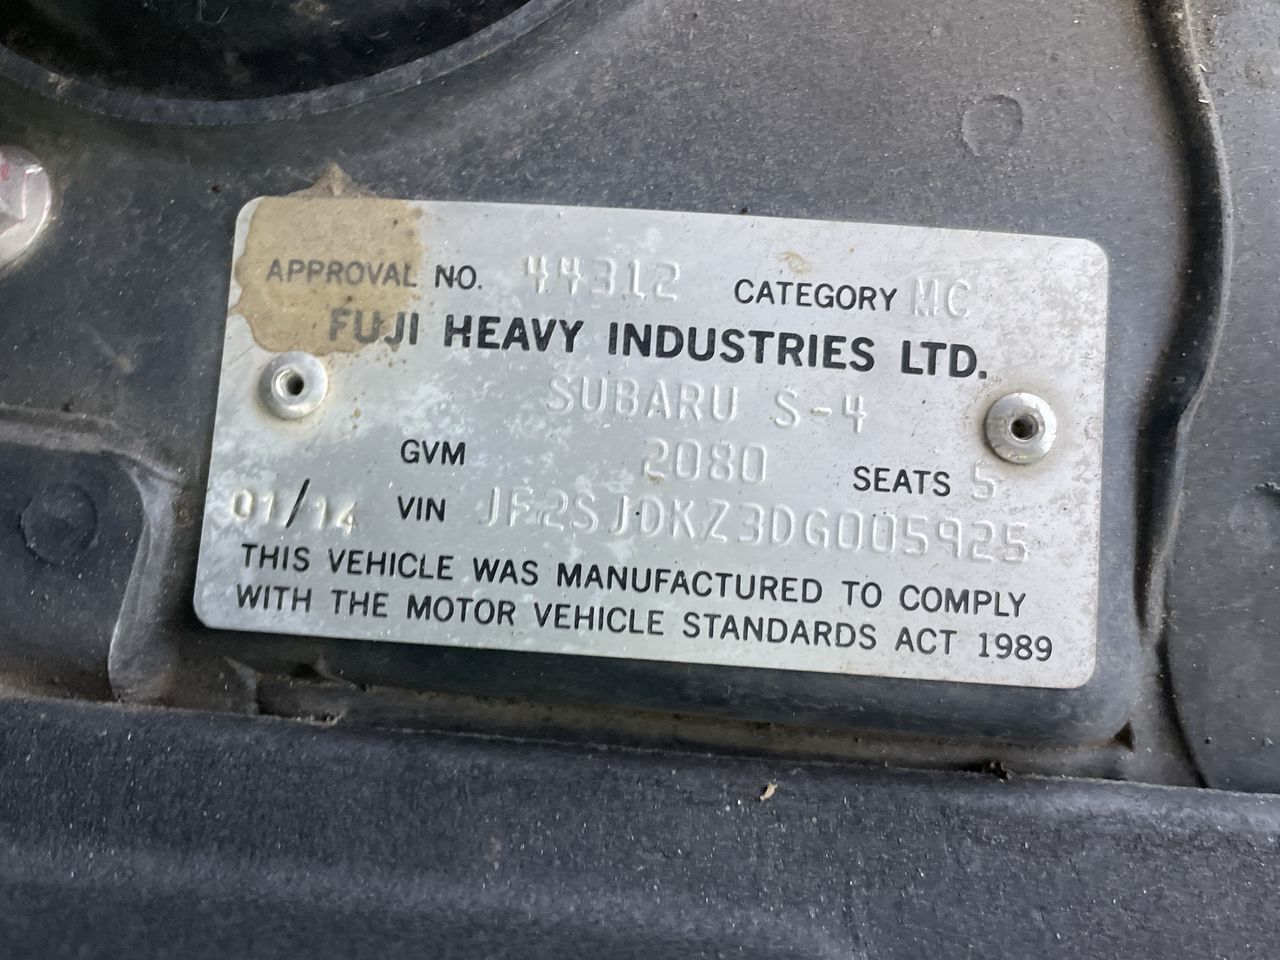 APPROVAL NO. 44312 CATEGORY MC
FUJI HEAVY INDUSTRIES LTD.
SUBARU S-4
GVM 2080 SEATS 5
01/14 VIN JF2SJDKZ3DG005925
THIS VEHICLE WAS MANUFACTURED TO COMPLY
WITH THE MOTOR VEHICLE STANDARDS ACT 1989